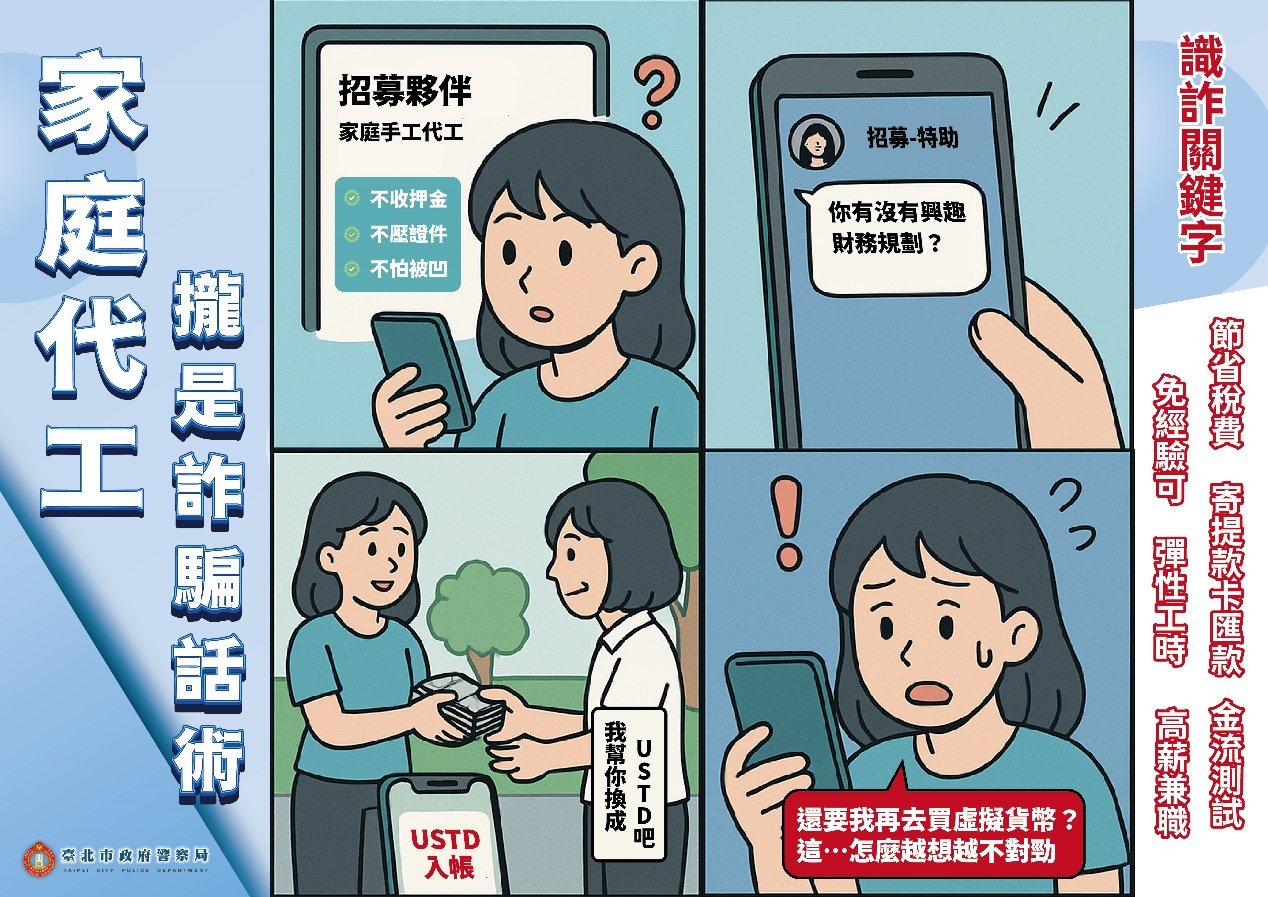 家庭代工
攏是詐騙話術
臺北市政府警察局
TAIPEI CITY POLICE DEPARTMENT
招募夥伴
家庭手工代工
不收押金
不壓證件
不怕被凹
招募-特助
你有沒有興趣
財務規劃？
我幫你換成
USTD吧
USTD
入帳
還要我再去買虛擬貨幣？
這…怎麼越想越不對勁
識詐關鍵字
節省稅費 寄提款卡匯款 金流測試
免經驗可 彈性工時 高薪兼職